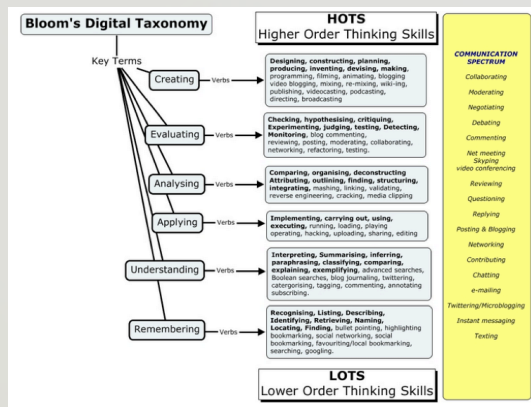 Bloom's Digital Taxonomy
HOTS
Higher Order Thinking Skills
Key Terms
Creating
Verbs
Designing, constructing, planning,
producing, inventing, devising, making,
programming, filming, animating, blogging
video blogging, mixing, re-mixing, wiki-ing,
publishing, videocasting, podcasting,
directing, broadcasting
Evaluating
Verbs
Checking, hypothesising, critiquing,
Experimenting, judging, testing, Detecting,
Monitoring, blog commenting,
reviewing, posting, moderating, collaborating,
networking, refactoring, testing.
Analysing
Verbs
Comparing, organising, deconstructing
Attributing, outlining, finding, structuring,
integrating, mashing, linking, validating,
reverse engineering, cracking, media clipping
Applying
Verbs
Implementing, carrying out, using,
executing, running, loading, playing
operating, hacking, uploading, sharing, editing
Understanding
Verbs
Interpreting, Summarising, inferring,
paraphrasing, classifying, comparing,
explaining, exemplifying, advanced searches,
Boolean searches, blog journaling, twittering,
catergorising, tagging, commenting, annotating
subscribing.
Remembering
Verbs
Recognising, Listing, Describing,
Identifying, Retrieving, Naming,
Locating, Finding, bullet pointing, highlighting
bookmarking, social networking, social
bookmarking, favouriting/local bookmarking,
searching, googling.
LOTS
Lower Order Thinking Skills
COMMUNICATION
SPECTRUM
Collaborating
Moderating
Negotiating
Debating
Commenting
Net meeting
Skyping
video conferencing
Reviewing
Questioning
Replying
Posting & Blogging
Networking
Contributing
Chatting
e-mailing
Twittering/Microblogging
Instant messaging
Texting